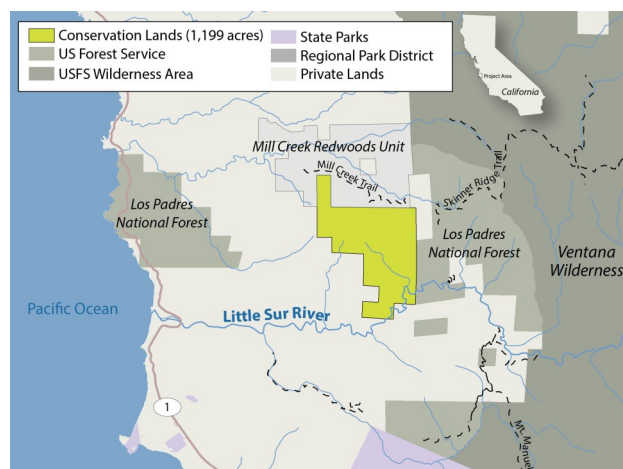 Conservation Lands (1,199 acres)
US Forest Service
USFS Wilderness Area
State Parks
Regional Park District
Private Lands
Project Area
California
Mill Creek Redwoods Unit
Mill Creek Trail
Skinner Ridge Trail
Los Padres
National Forest
Los Padres
National Forest
Ventana
Wilderness
Pacific Ocean
Little Sur River
1
Mt. Manuel